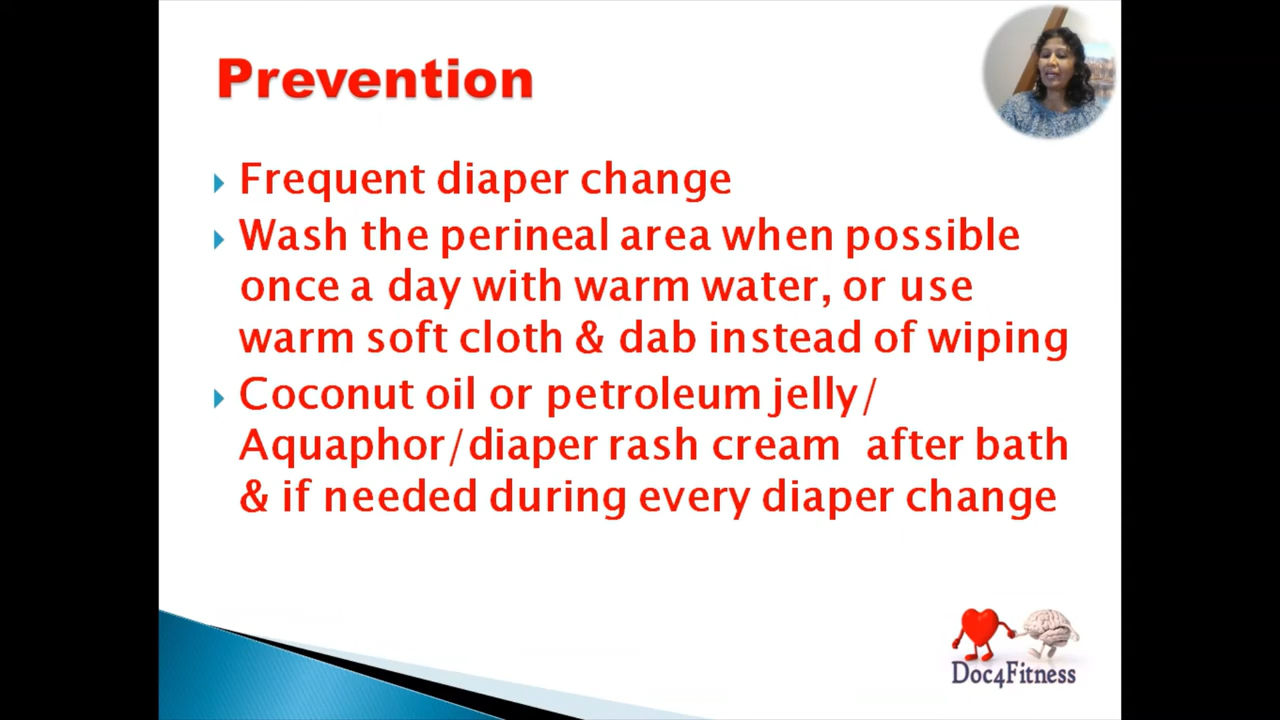 Prevention
Frequent diaper change
Wash the perineal area when possible
once a day with warm water, or use
warm soft cloth & dab instead of wiping
Coconut oil or petroleum jelly/
Aquaphor/diaper rash cream after bath
& if needed during every diaper change
Doc4Fitness